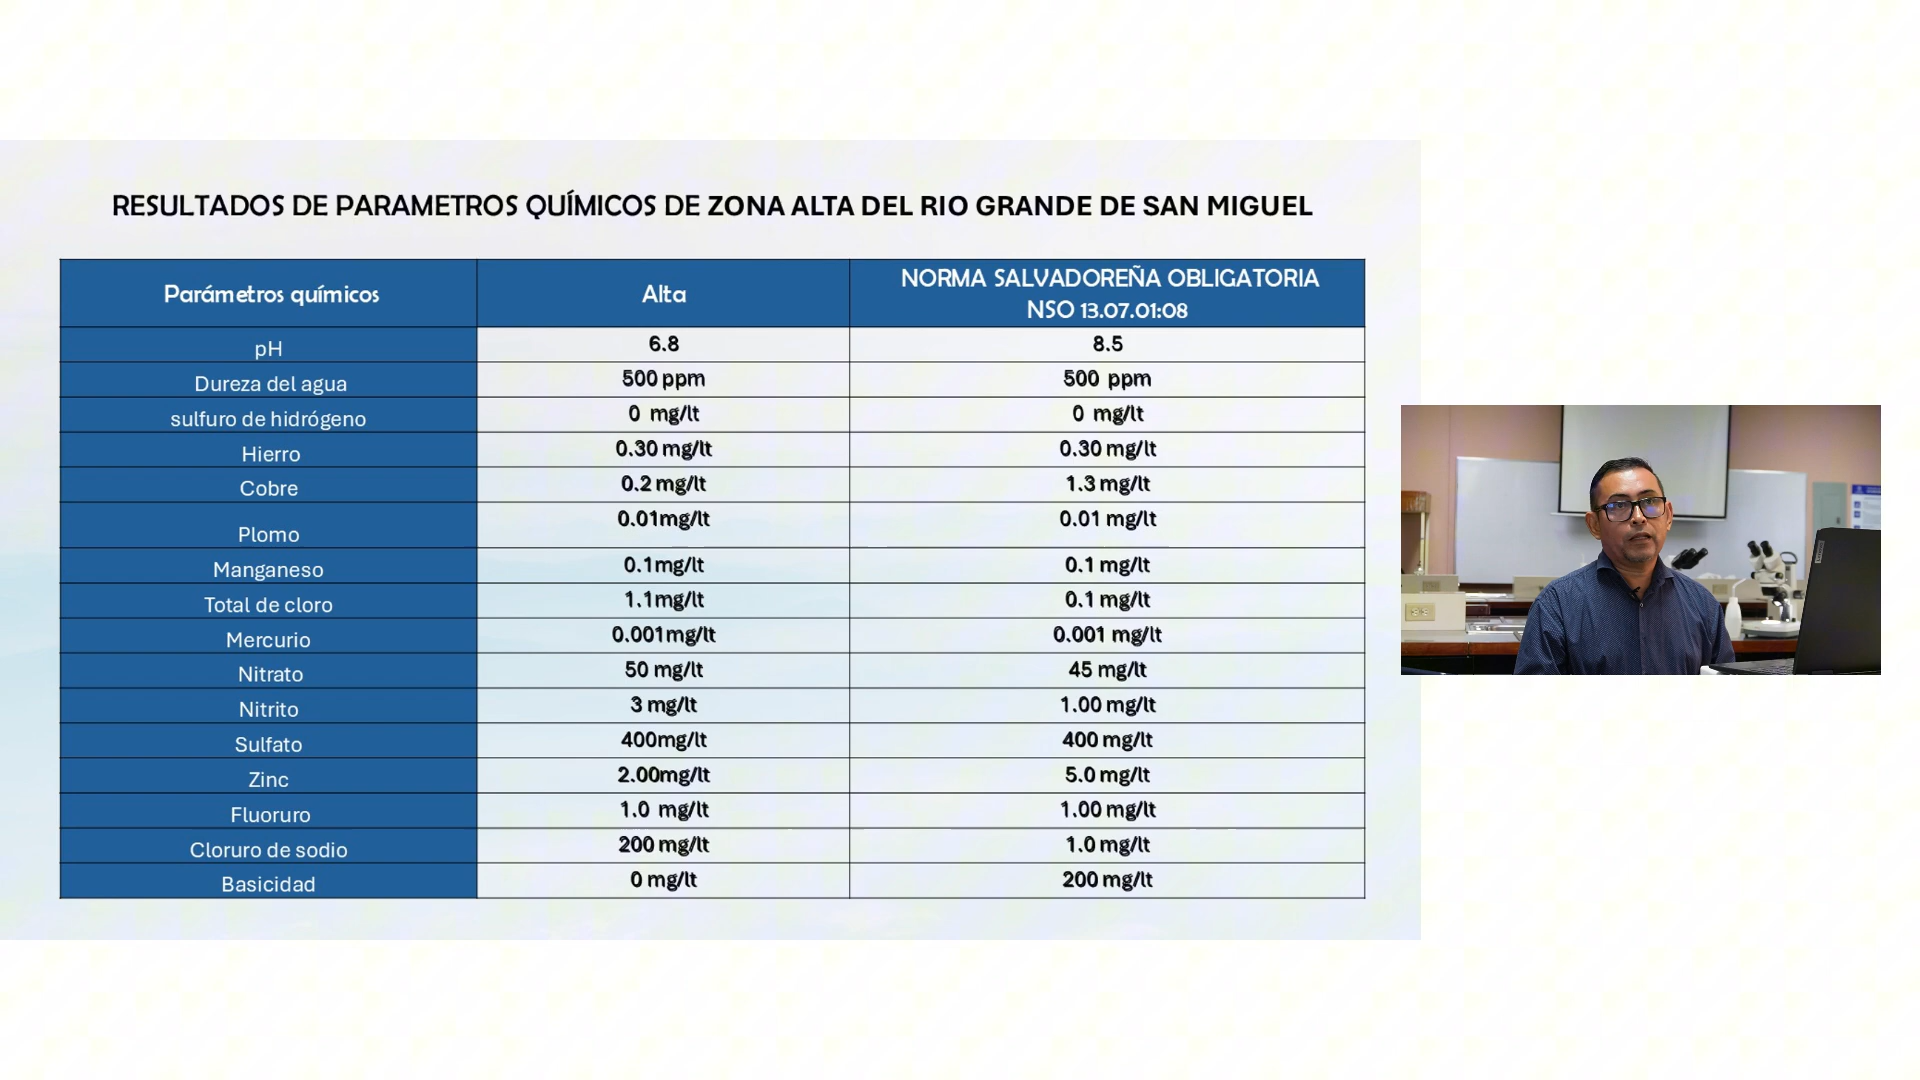 RESULTADOS DE PARAMETROS QUÍMICOS DE ZONA ALTA DEL RIO GRANDE DE SAN MIGUEL
Parámetros químicos Alta NORMA SALVADOREÑA OBLIGATORIA
NSO 13.07.01:08
pH 6.8 8.5
Dureza del agua 500 ppm 500 ppm
sulfuro de hidrógeno 0 mg/lt 0 mg/lt
Hierro 0.30 mg/lt 0.30 mg/lt
Cobre 0.2 mg/lt 1.3 mg/lt
Plomo 0.01mg/lt 0.01 mg/lt
Manganeso 0.1mg/lt 0.1 mg/lt
Total de cloro 1.1mg/lt 0.1 mg/lt
Mercurio 0.001mg/lt 0.001 mg/lt
Nitrato 50 mg/lt 45 mg/lt
Nitrito 3 mg/lt 1.00 mg/lt
Sulfato 400mg/lt 400 mg/lt
Zinc 2.00mg/lt 5.0 mg/lt
Fluoruro 1.0 mg/lt 1.00 mg/lt
Cloruro de sodio 200 mg/lt 1.0 mg/lt
Basicidad 0 mg/lt 200 mg/lt